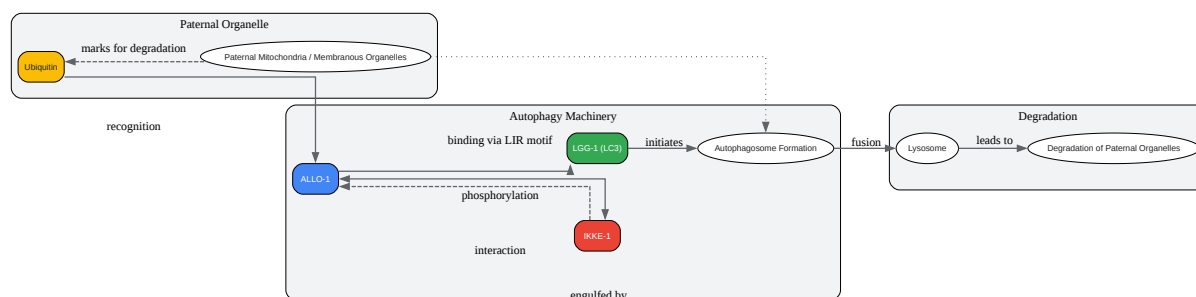 Paternal Organelle
marks for degradation
Paternal Mitochondria / Membranous Organelles
Ubiquitin
recognition
Autophagy Machinery
Degradation
binding via LIR motif
LGG-1 (LC3)
initiates
Autophagosome Formation
fusion
Lysosome
leads to
Degradation of Paternal Organelles
ALLO-1
phosphorylation
IKKE-1
interaction
engulfed by